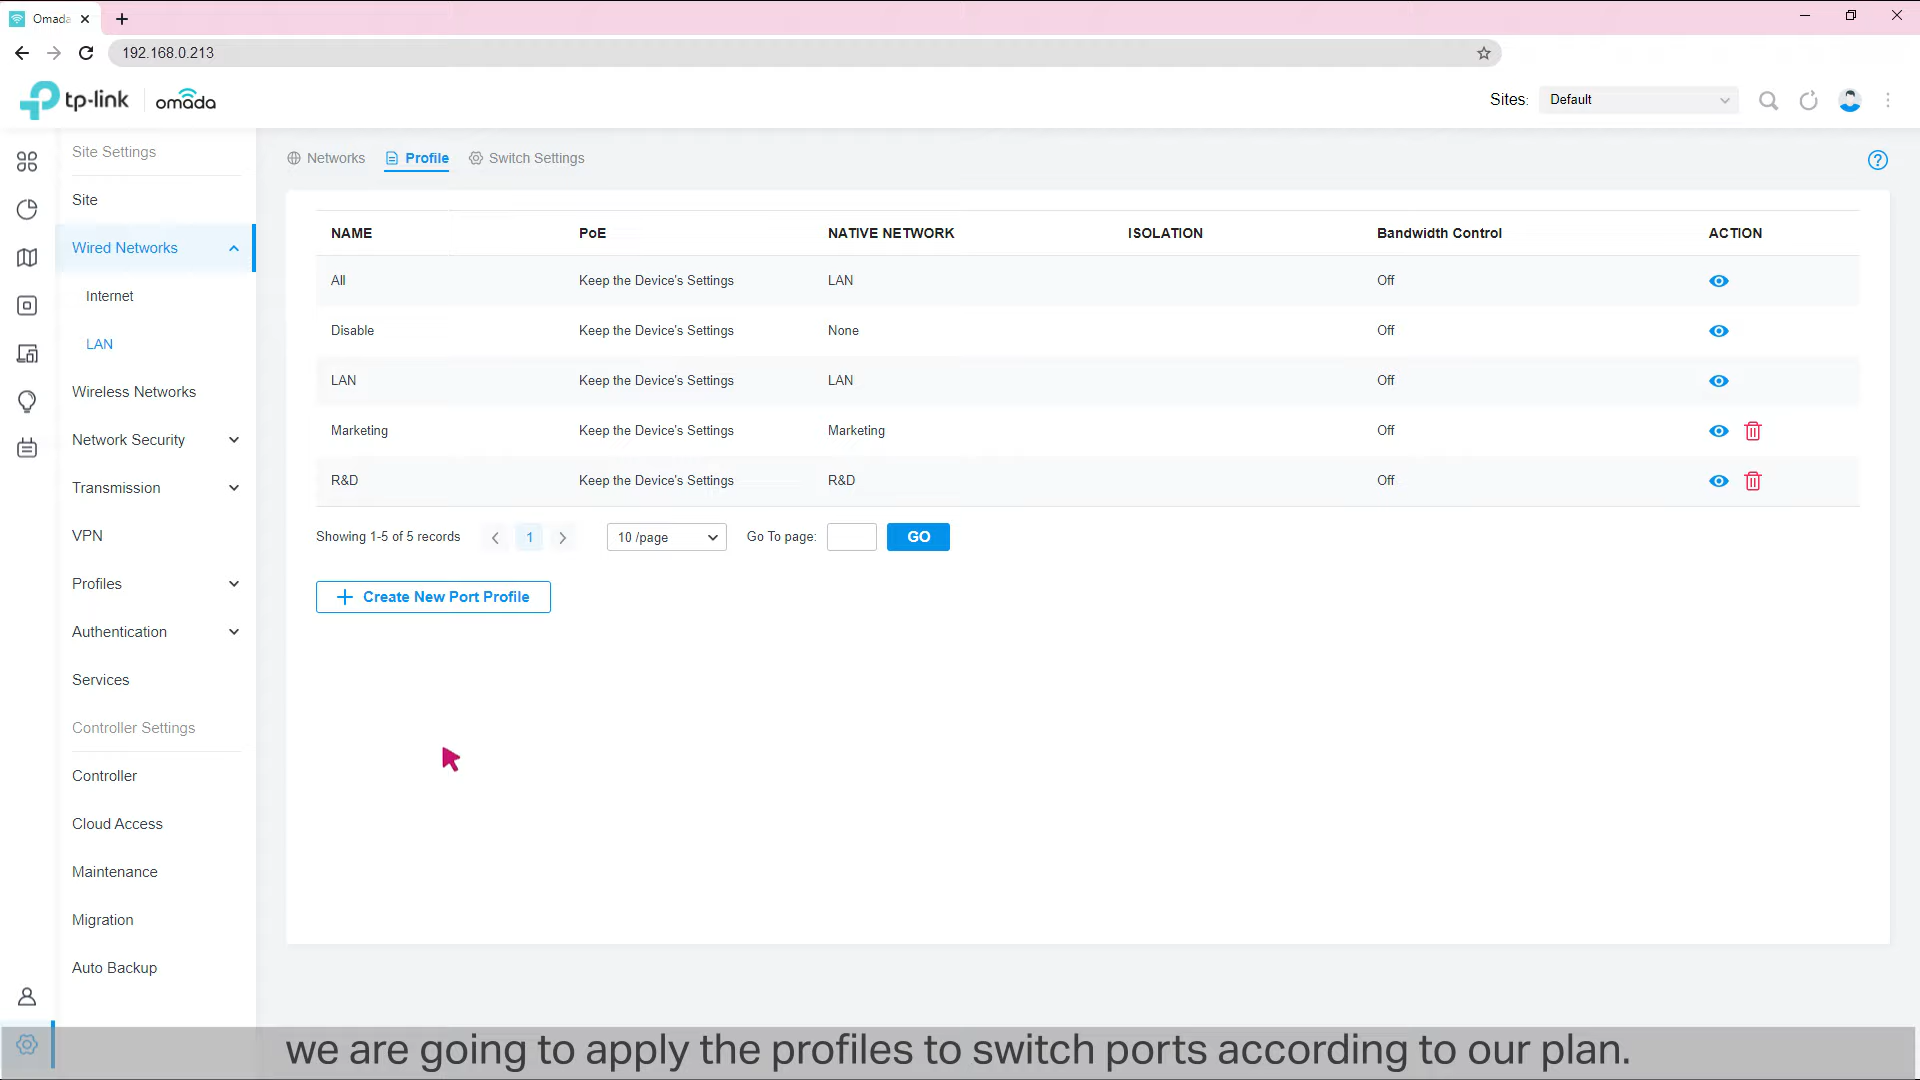 Omada
192.168.0.213
tp-link omada
Sites: Default
Site Settings
Site
Wired Networks
Internet
LAN
Wireless Networks
Network Security
Transmission
VPN
Profiles
Authentication
Services
Controller Settings
Controller
Cloud Access
Maintenance
Migration
Auto Backup
Networks Profile Switch Settings
NAME PoE NATIVE NETWORK ISOLATION Bandwidth Control ACTION
All Keep the Device's Settings LAN Off
Disable Keep the Device's Settings None Off
LAN Keep the Device's Settings LAN Off
Marketing Keep the Device's Settings Marketing Off
R&D Keep the Device's Settings R&D Off
Showing 1-5 of 5 records 1 10 /page Go To page: GO
Create New Port Profile
we are going to apply the profiles to switch ports according to our plan.